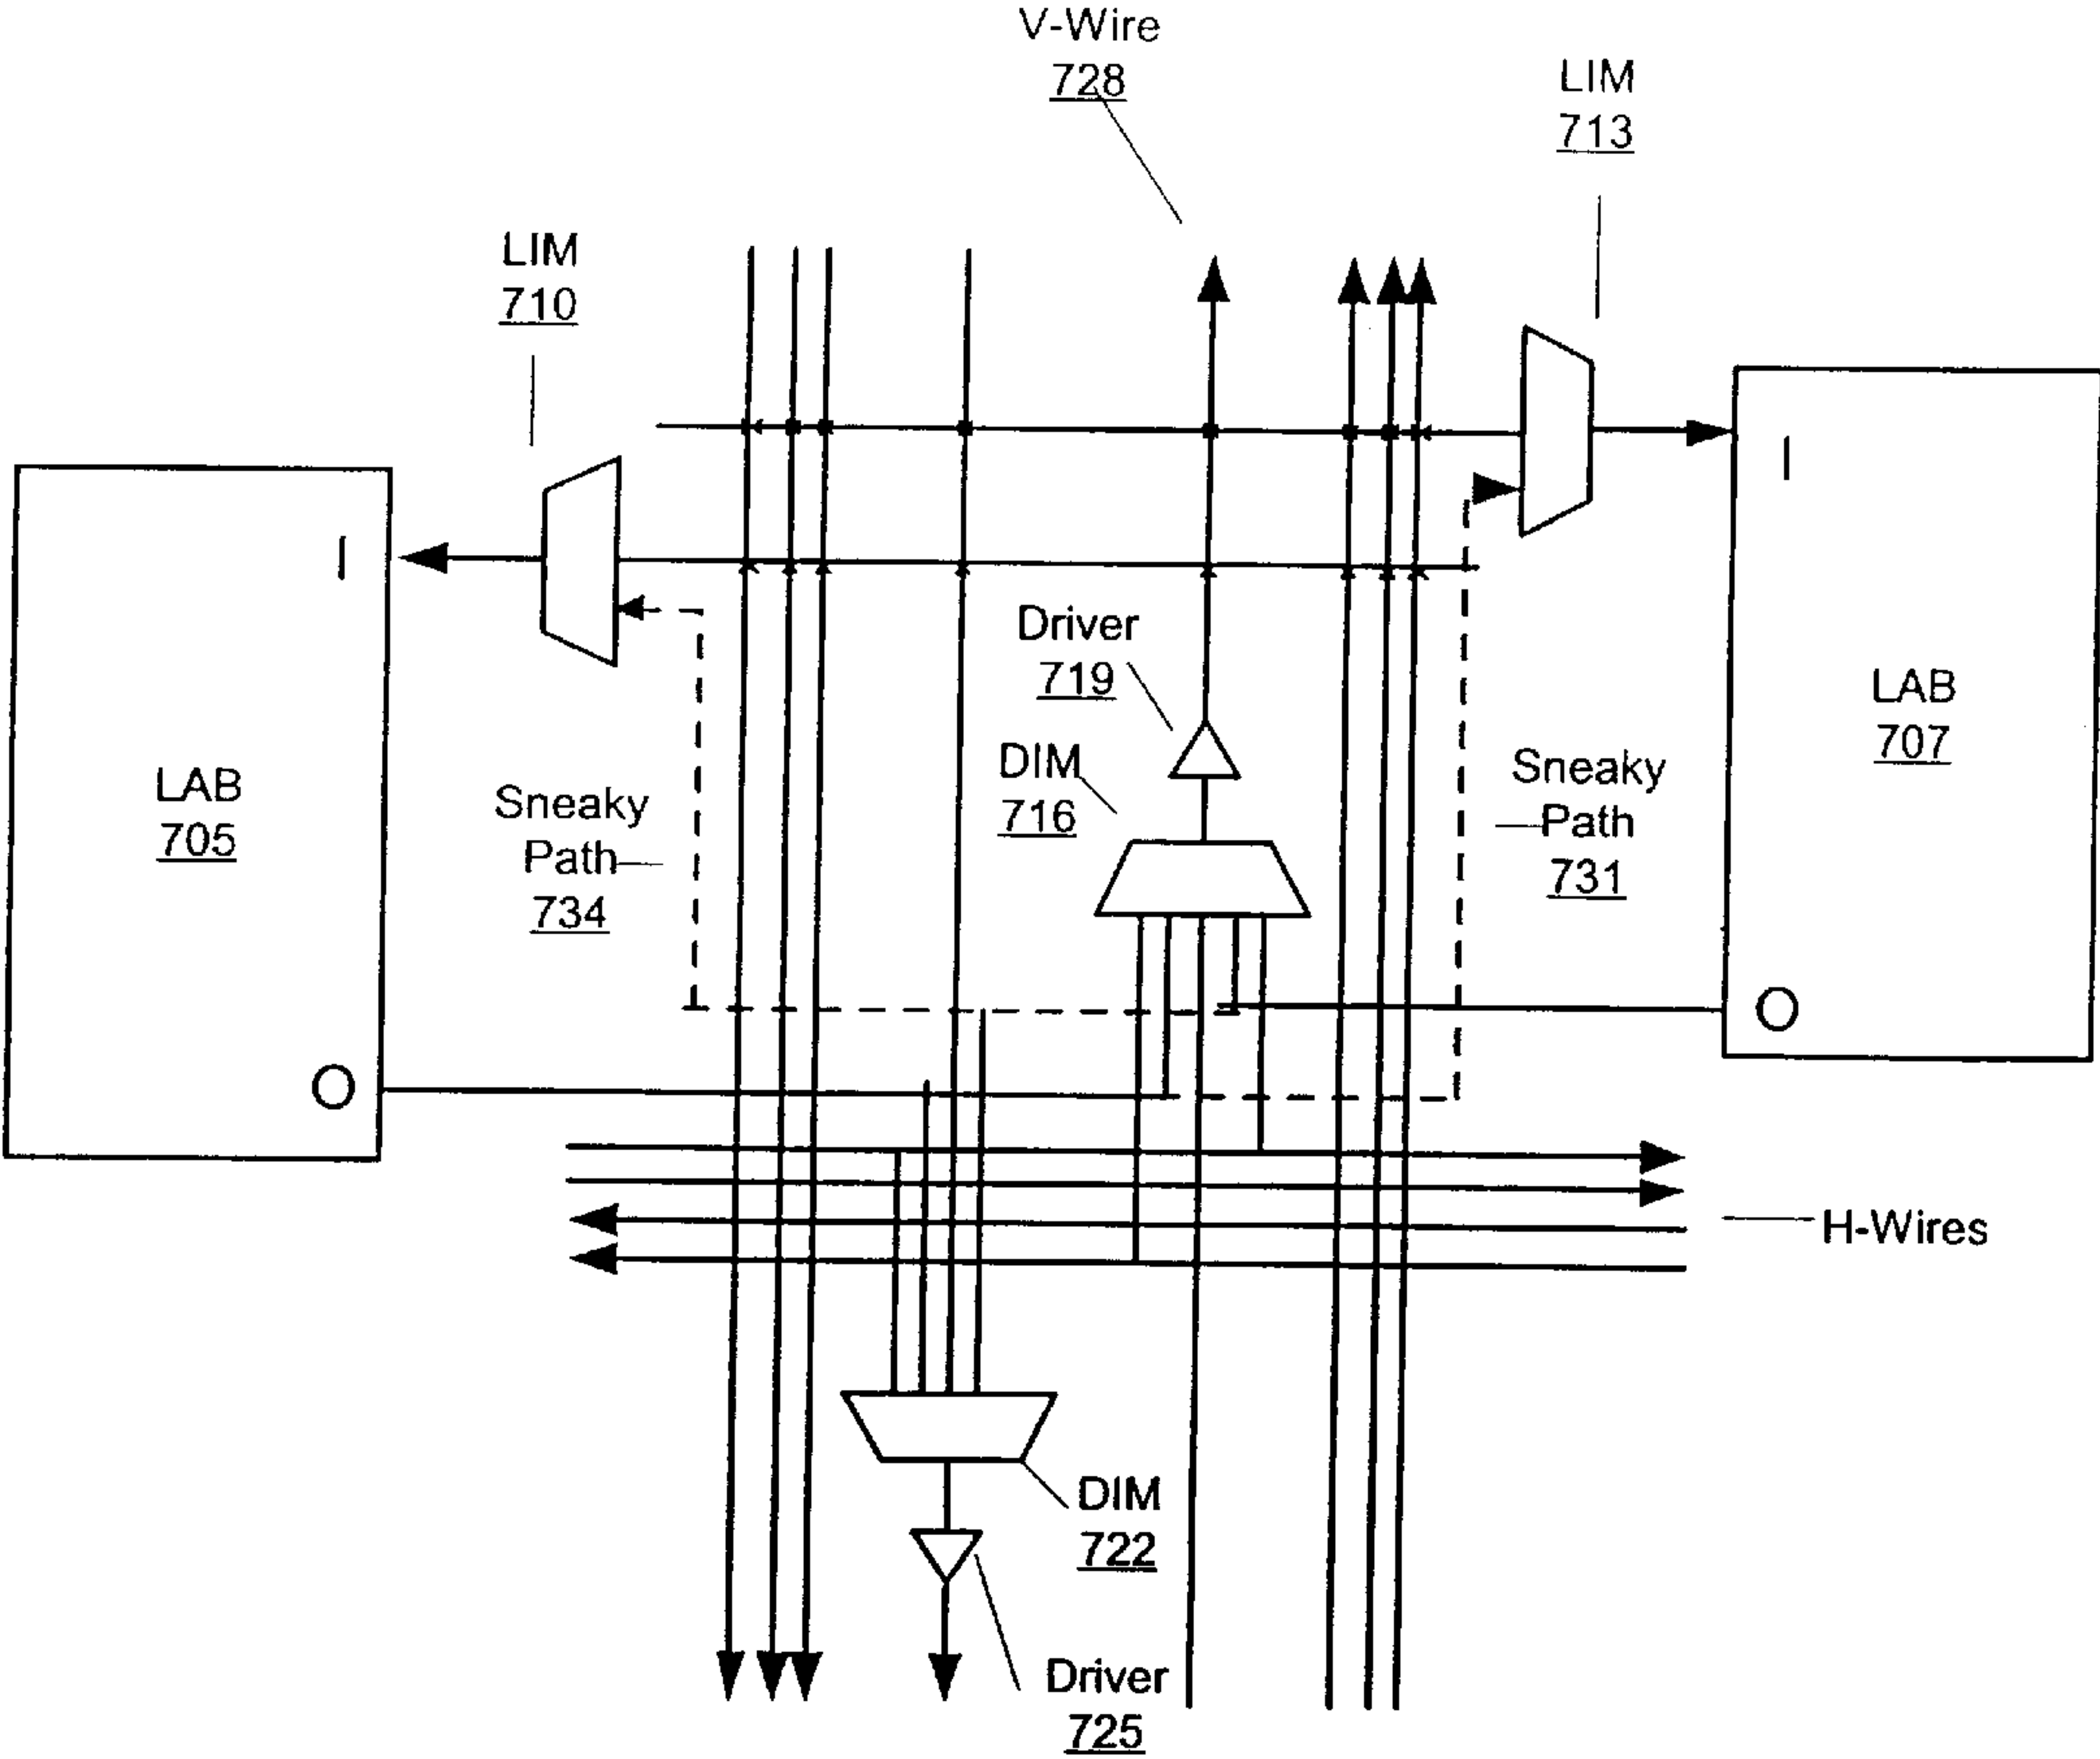 V-Wire
728
LIM
713
LIM
710
I
I
Driver
719
LAB
707
DIM
716
Sneaky
Path
731
LAB
705
Sneaky
Path
734
O
O
H-Wires
DIM
722
Driver
725